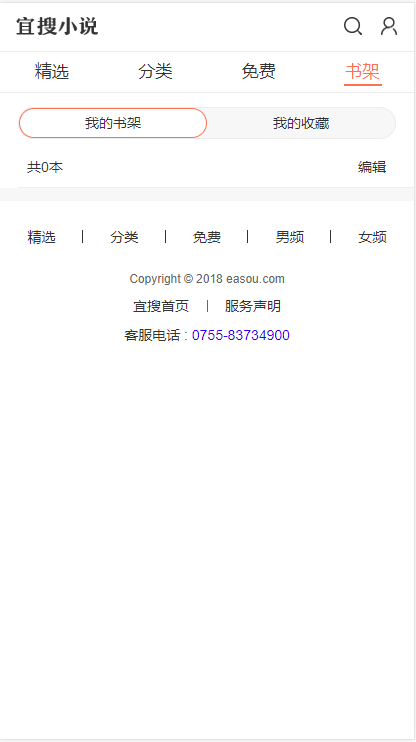 宜搜小说
精选 分类 免费 书架
我的书架 我的收藏
共0本 编辑
精选 | 分类 | 免费 | 男频 | 女频
Copyright © 2018 easou.com
宜搜首页 | 服务声明
客服电话 : 0755-83734900